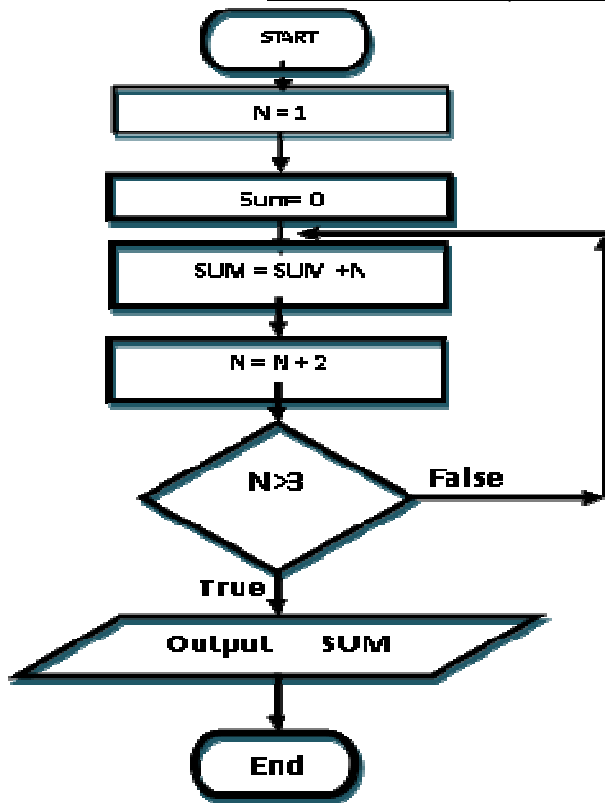 START
N = 1
Sum= 0
SUM = SUM +N
N = N + 2
N>3
False
True
Output SUM
End